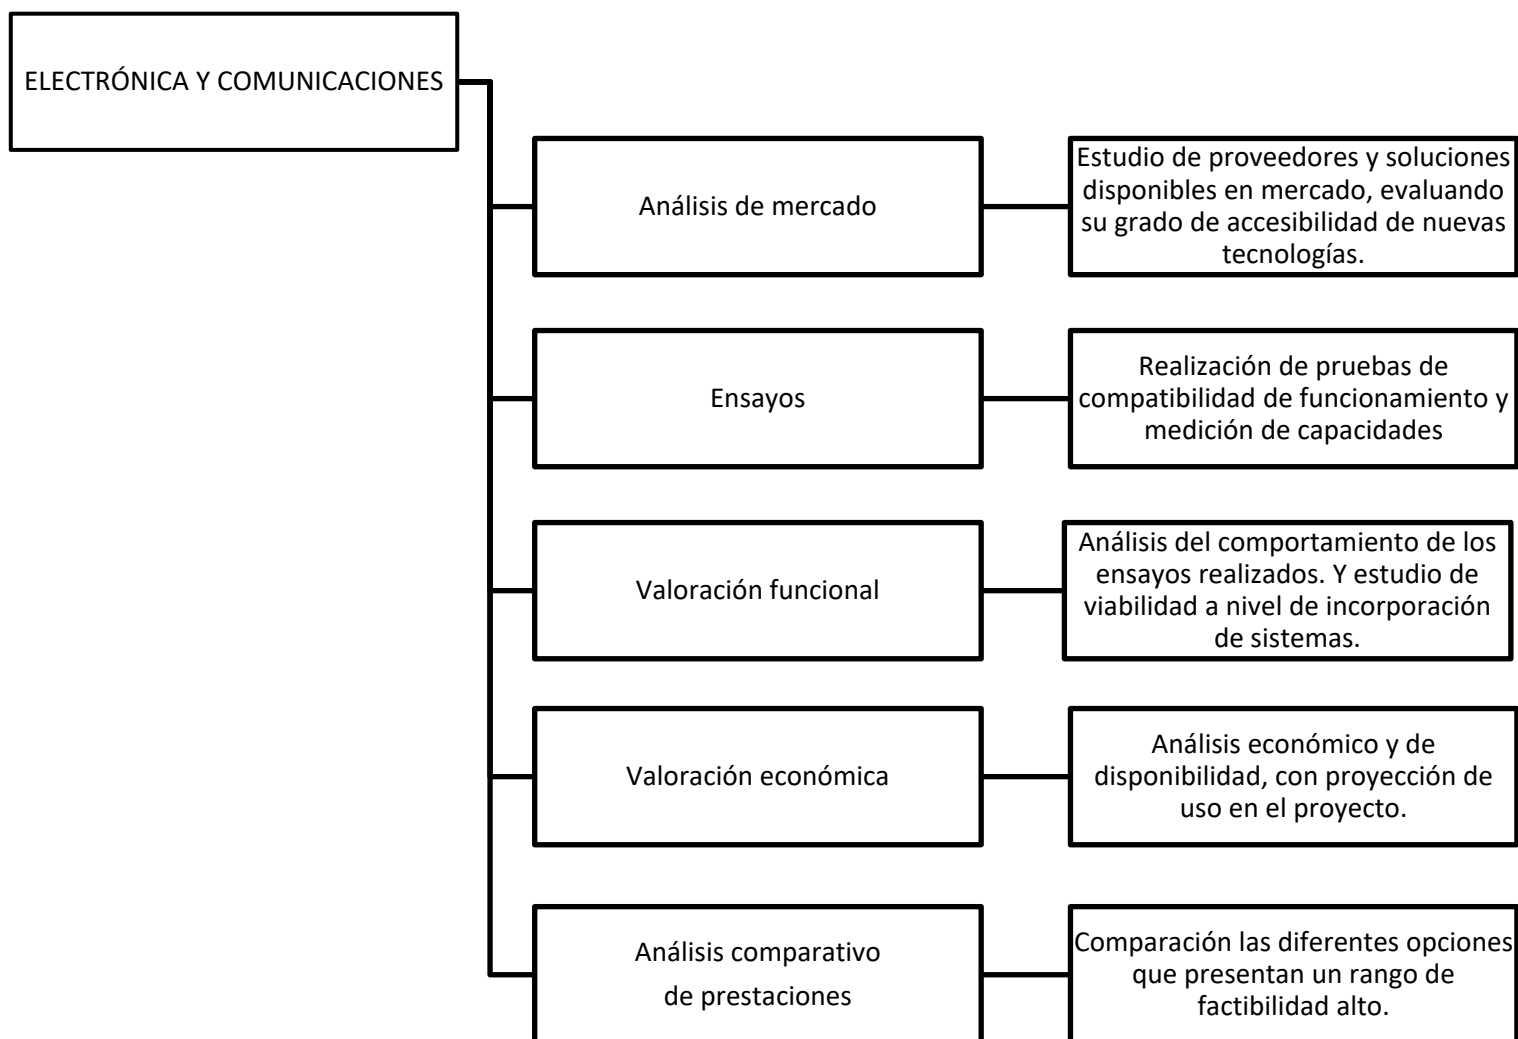 ELECTRÓNICA Y COMUNICACIONES
Análisis de mercado
Estudio de proveedores y soluciones
disponibles en mercado, evaluando
su grado de accesibilidad de nuevas
tecnologías.
Ensayos
Realización de pruebas de
compatibilidad de funcionamiento y
medición de capacidades
Valoración funcional
Análisis del comportamiento de los
ensayos realizados. Y estudio de
viabilidad a nivel de incorporación
de sistemas.
Valoración económica
Análisis económico y de
disponibilidad, con proyección de
uso en el proyecto.
Análisis comparativo
de prestaciones
Comparación las diferentes opciones
que presentan un rango de
factibilidad alto.